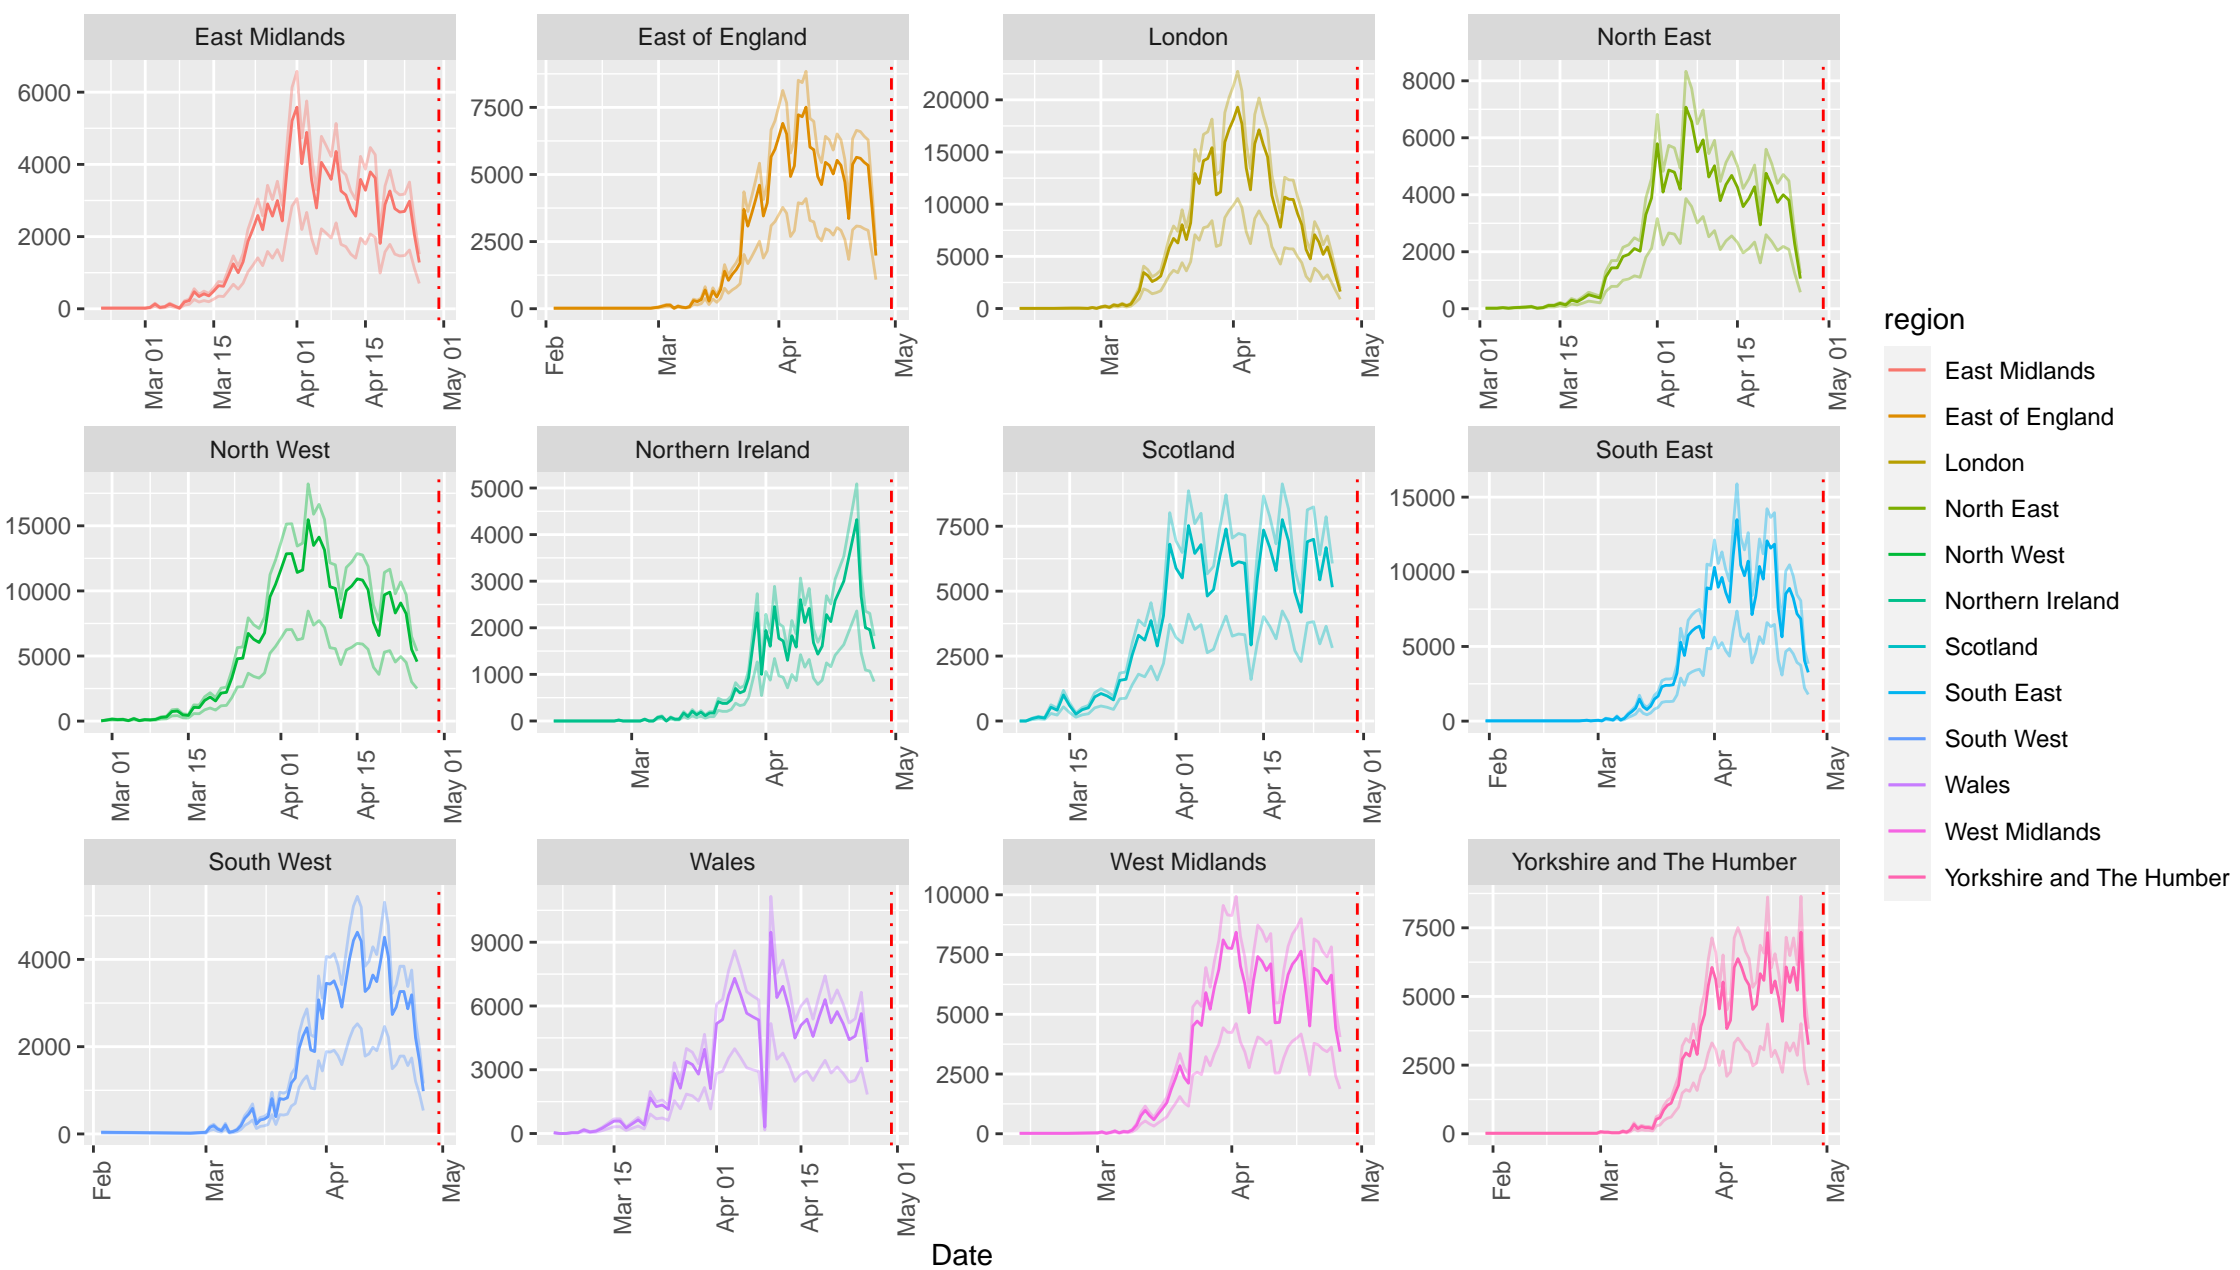 East Midlands
East of England
London
North East
6000
4000
2000
0
7500
5000
2500
0
20000
15000
10000
5000
0
8000
6000
4000
2000
0
Mar 01
Mar 15
Apr 01
Apr 15
May 01
Feb
Mar
Apr
May
Mar
Apr
May
Mar 01
Mar 15
Apr 01
Apr 15
May 01
North West
Northern Ireland
Scotland
South East
15000
10000
5000
0
5000
4000
3000
2000
1000
0
7500
5000
2500
0
15000
10000
5000
0
Mar 01
Mar 15
Apr 01
Apr 15
May 01
Mar
Apr
May
Mar 15
Apr 01
Apr 15
May 01
Feb
Mar
Apr
May
South West
Wales
West Midlands
Yorkshire and The Humber
4000
2000
0
9000
6000
3000
0
10000
7500
5000
2500
0
7500
5000
2500
0
Feb
Mar
Apr
May
Mar 15
Apr 01
Apr 15
May 01
Mar
Apr
May
Feb
Mar
Apr
May
Date
region
East Midlands
East of England
London
North East
North West
Northern Ireland
Scotland
South East
South West
Wales
West Midlands
Yorkshire and The Humber